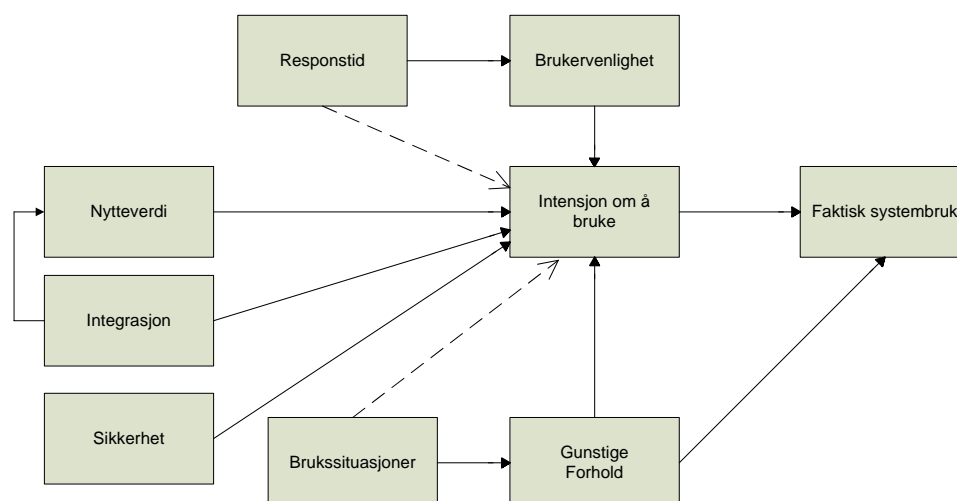 Responstid
Brukervenlighet
Nytteverdi
Intensjon om å
bruke
Faktisk systembruk
Integrasjon
Sikkerhet
Brukssituasjoner
Gunstige
Forhold